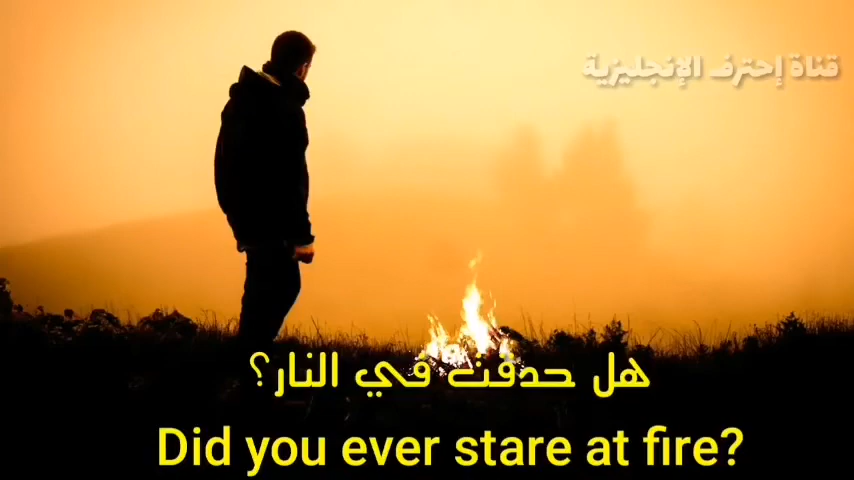 قناة إحترف الإنجليزية
هل حدقت في النار؟
Did you ever stare at fire?